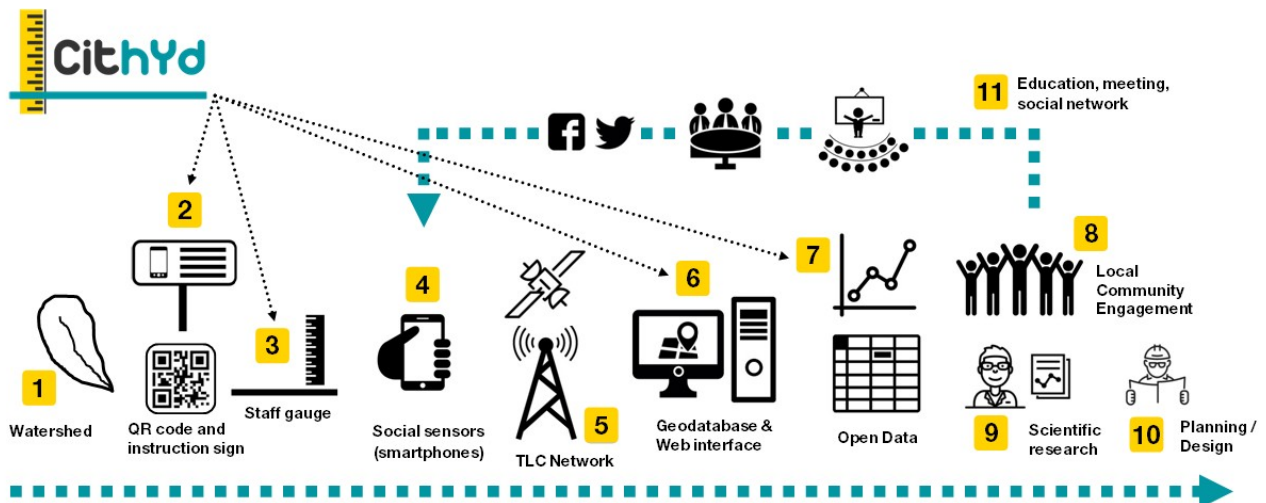 CithYd
11
Education, meeting,
social network
2
8
7
6
4
Local
Community
Engagement
3
1
5
9
10
Watershed
QR code and
instruction sign
Staff gauge
Social sensors
(smartphones)
TLC Network
Geodatabase &
Web interface
Open Data
Scientific
research
Planning /
Design